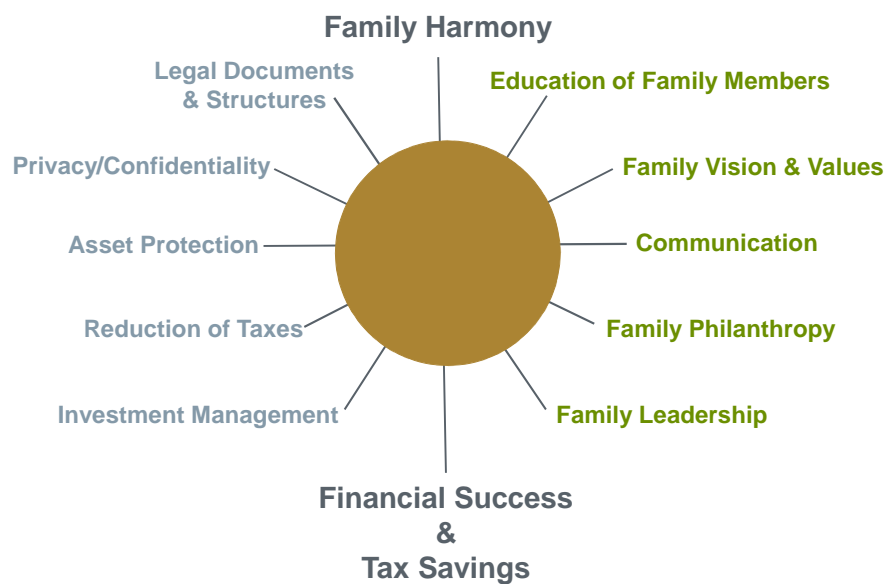 Family Harmony
Legal Documents
& Structures
Education of Family Members
Privacy/Confidentiality
Family Vision & Values
Asset Protection
Communication
Reduction of Taxes
Family Philanthropy
Investment Management
Family Leadership
Financial Success
&
Tax Savings